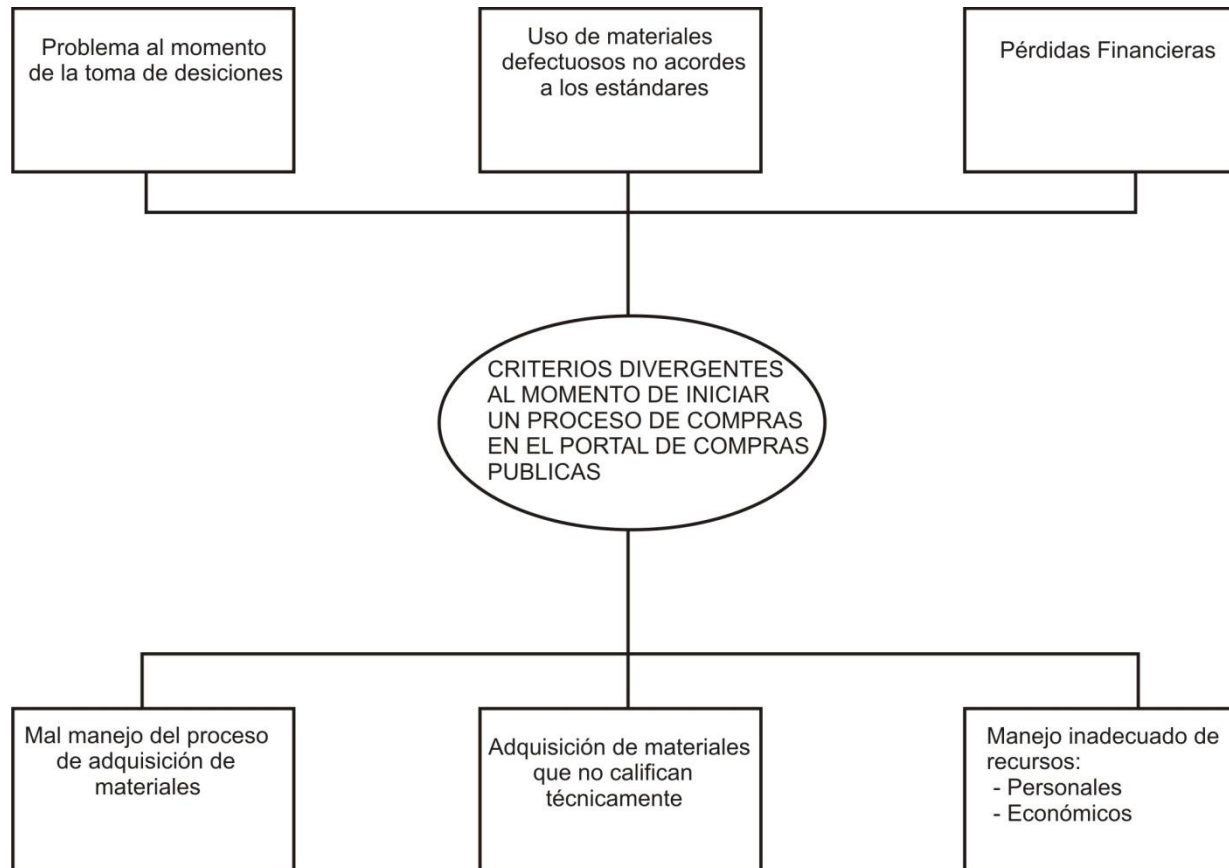 Problema al momento
de la toma de desiciones
Uso de materiales
defectuosos no acordes
a los estándares
Pérdidas Financieras
CRITERIOS DIVERGENTES
AL MOMENTO DE INICIAR
UN PROCESO DE COMPRAS
EN EL PORTAL DE COMPRAS
PUBLICAS
Mal manejo del proceso
de adquisición de
materiales
Adquisición de materiales
que no califican
técnicamente
Manejo inadecuado de
recursos:
- Personales
- Económicos